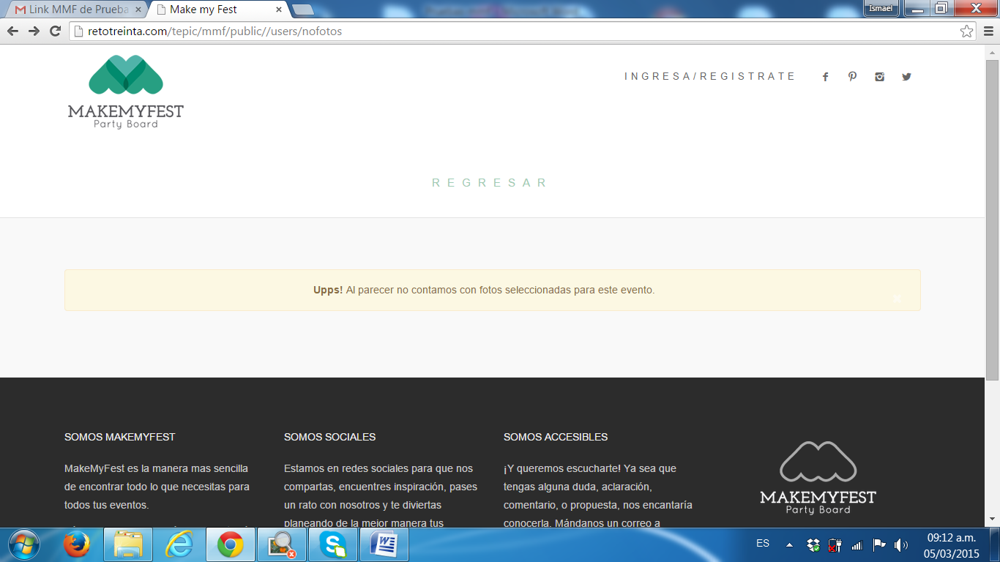 Link MMF de Prueba
Make my Fest
Ismael
retotreinta.com/tepic/mmf/public//users/nofotos
MAKEMYFEST
Party Board
INGRESA/REGISTRATE
REGRESAR
Upps! Al parecer no contamos con fotos seleccionadas para este evento.
SOMOS MAKEMYFEST
MakeMyFest es la manera mas sencilla
de encontrar todo lo que necesitas para
todos tus eventos.
SOMOS SOCIALES
Estamos en redes sociales para que nos
compartas, encuentres inspiración, pases
un rato con nosotros y te diviertas
planeando de la mejor manera tus
SOMOS ACCESIBLES
¡Y queremos escucharte! Ya sea que
tengas alguna duda, aclaración,
comentario, o propuesta, nos encantaría
conocerla. Mándanos un correo a
MAKEMYFEST
Party Board
ES
09:12 a.m.
05/03/2015